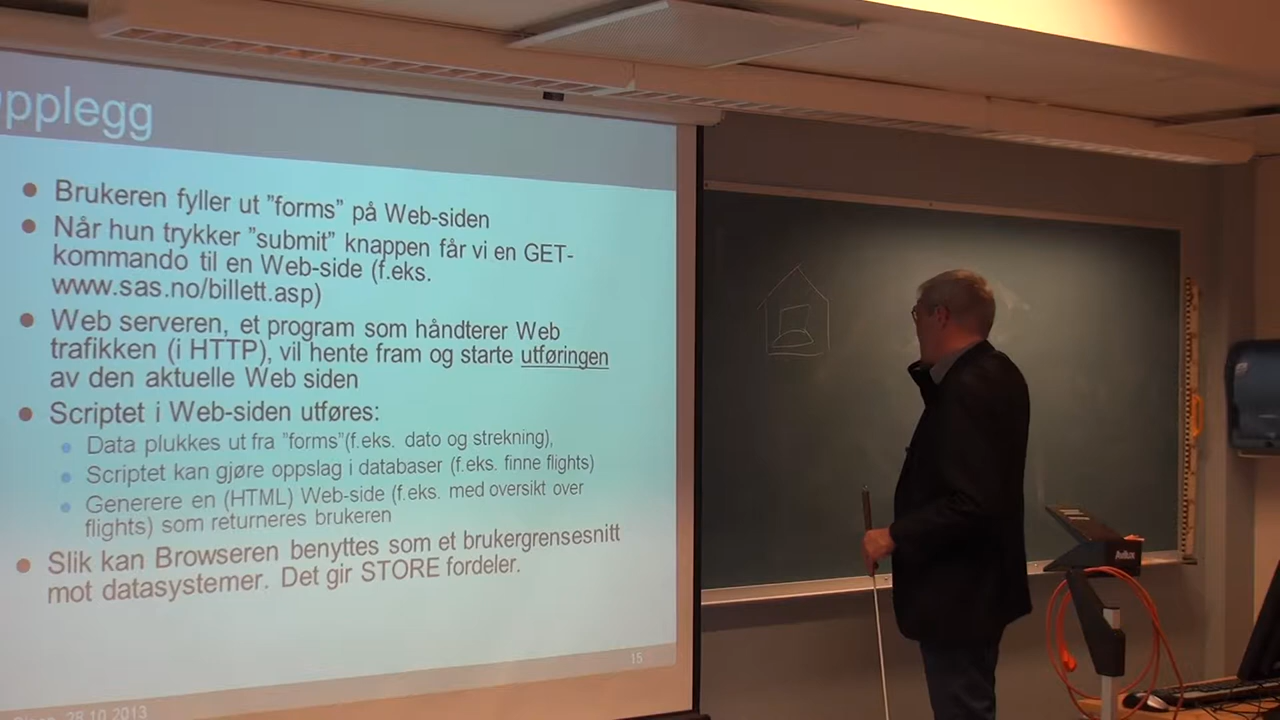 pplegg
Brukeren fyller ut ”forms” på Web-siden
Når hun trykker ”submit” knappen får vi en GET-
kommando til en Web-side (f.eks.
www.sas.no/billett.asp)
Web serveren, et program som håndterer Web
trafikken (i HTTP), vil hente fram og starte utføringen
av den aktuelle Web siden
Scriptet i Web-siden utføres:
Data plukkes ut fra ”forms”(f.eks. dato og strekning),
Scriptet kan gjøre oppslag i databaser (f.eks. finne flights)
Generere en (HTML) Web-side (f.eks. med oversikt over
flights) som returneres brukeren
Slik kan Browseren benyttes som et brukergrensesnitt
mot datasystemer. Det gir STORE fordeler.
15
28.10.2013